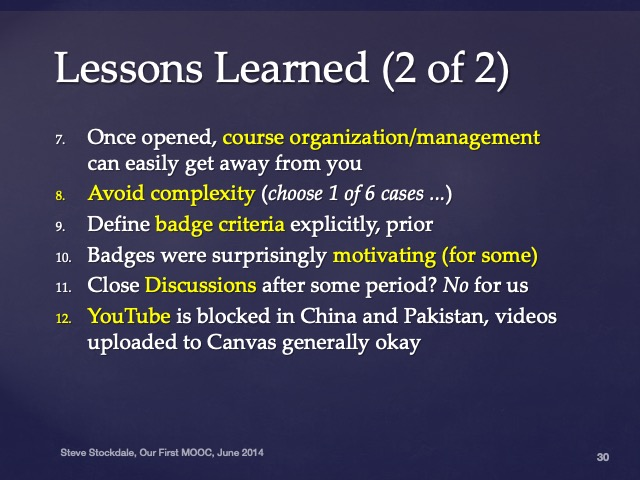 Lessons Learned (2 of 2)
7. Once opened, course organization/management
can easily get away from you
8. Avoid complexity (choose 1 of 6 cases ...)
9. Define badge criteria explicitly, prior
10. Badges were surprisingly motivating (for some)
11. Close Discussions after some period? No for us
12. YouTube is blocked in China and Pakistan, videos
uploaded to Canvas generally okay
Steve Stockdale, Our First MOOC, June 2014
30